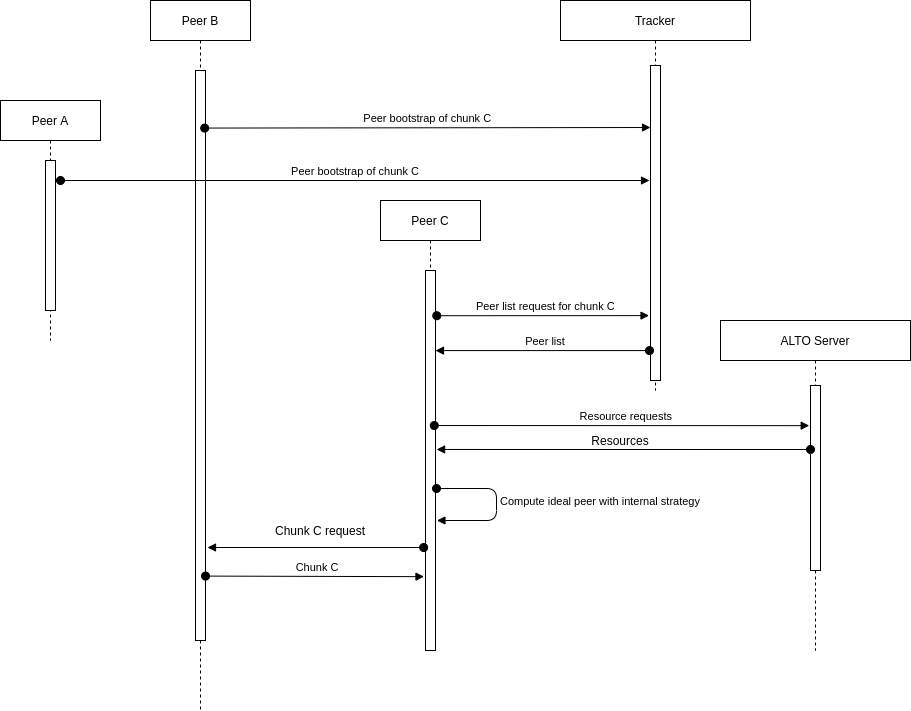 Peer B
Tracker
Peer A
Peer bootstrap of chunk C
Peer bootstrap of chunk C
Peer C
Peer list request for chunk C
Peer list
ALTO Server
Resource requests
Resources
Compute ideal peer with internal strategy
Chunk C request
Chunk C